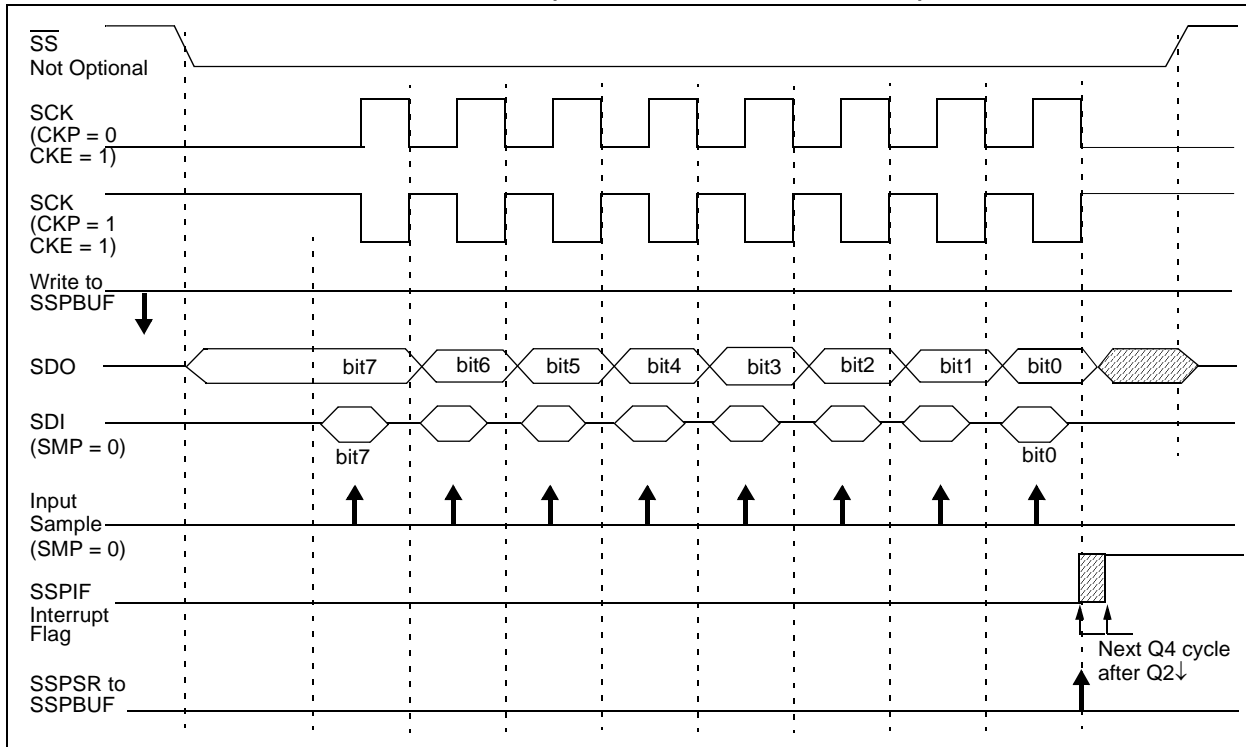 SS
Not Optional
SCK
(CKP = 0
CKE = 1)
SCK
(CKP = 1
CKE = 1)
Write to
SSPBUF
SDO bit7 bit6 bit5 bit4 bit3 bit2 bit1 bit0
SDI
(SMP = 0)
bit7 bit0
Input
Sample
(SMP = 0)
SSPIF
Interrupt
Flag
Next Q4 cycle
after Q2↓
SSPSR to
SSPBUF